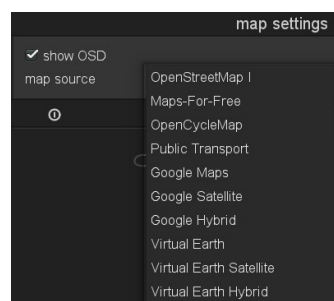 map settings
show OSD
map source
OpenStreetMap I
Maps-For-Free
OpenCycleMap
Public Transport
Google Maps
Google Satellite
Google Hybrid
Virtual Earth
Virtual Earth Satellite
Virtual Earth Hybrid